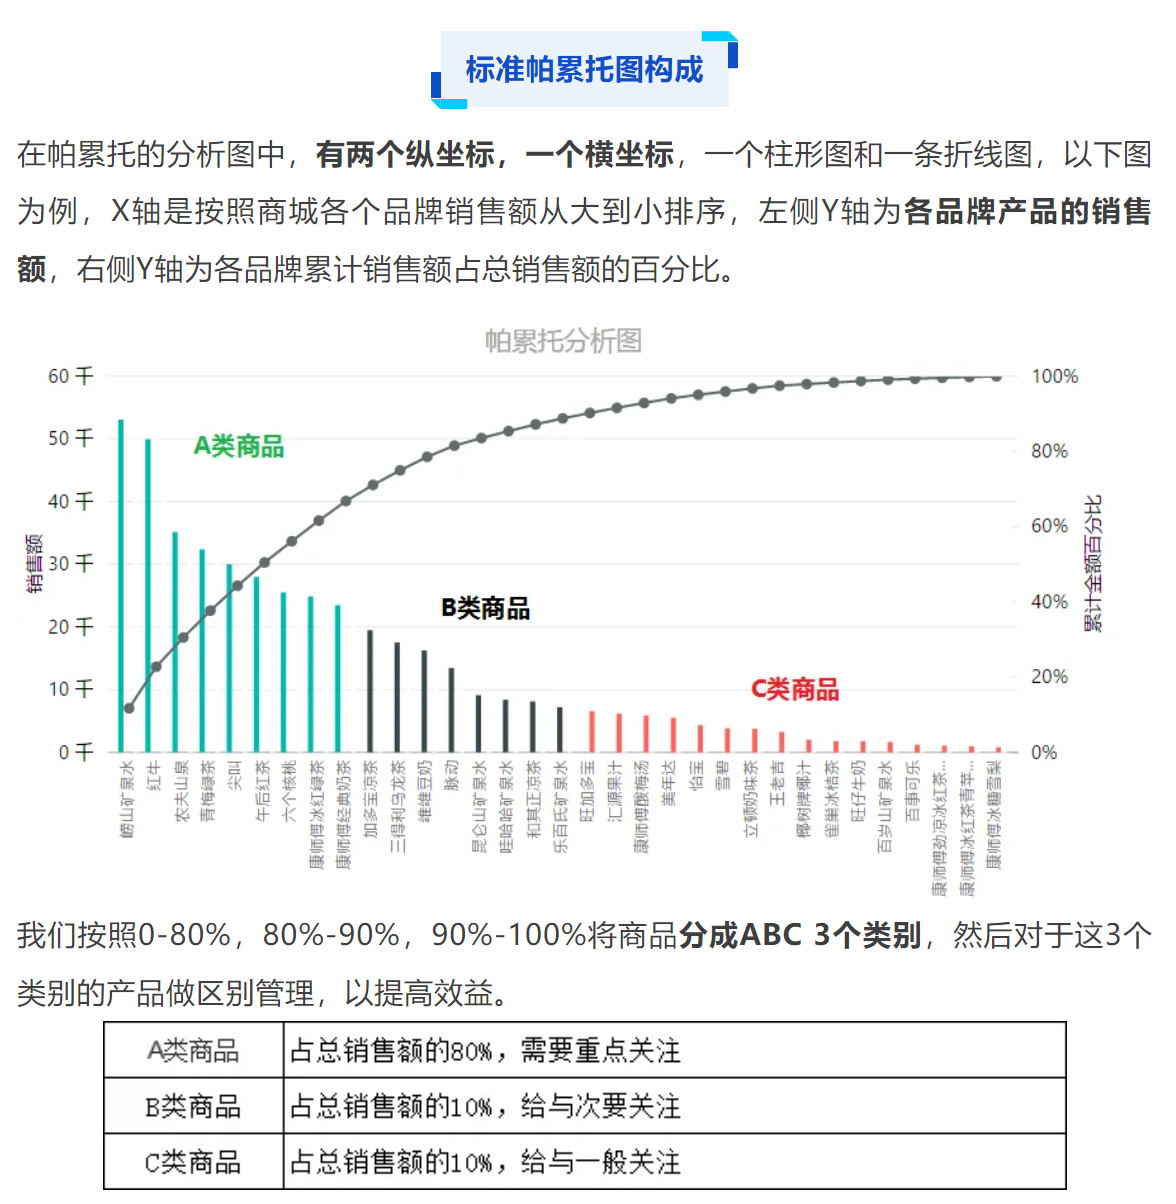 标准帕累托图构成
在帕累托的分析图中，有两个纵坐标，一个横坐标，一个柱形图和一条折线图，以下图
为例，X轴是按照商城各个品牌销售额从大到小排序，左侧Y轴为各品牌产品的销售
额，右侧Y轴为各品牌累计销售额占总销售额的百分比。
帕累托分析图
60 千
50 千
40 千
30 千
20 千
10 千
0 千
销售额
A类商品
B类商品
C类商品
100%
80%
60%
40%
20%
0%
累计金额百分比
崂山矿泉水
红牛
农夫山泉
青梅绿茶
尖叫
午后红茶
六个核桃
康师傅冰红绿茶
康师傅经典奶茶
加多宝凉茶
三得利乌龙茶
维维豆奶
脉动
昆仑山矿泉水
哇哈哈矿泉水
和其正凉茶
乐百氏矿泉水
旺加多宝
汇源果汁
康师傅酸梅汤
美年达
怡宝
雪碧
立顿奶味茶
王老吉
椰树牌椰汁
雀巢冰桔茶
旺仔牛奶
百岁山矿泉水
百事可乐
康师傅劲凉冰红茶...
康师傅冰红茶青苹...
康师傅冰糖雪梨
我们按照0-80%，80%-90%，90%-100%将商品分成ABC 3个类别，然后对于这3个
类别的产品做区别管理，以提高效益。
A类商品 占总销售额的80%，需要重点关注
B类商品 占总销售额的10%，给与次要关注
C类商品 占总销售额的10%，给与一般关注